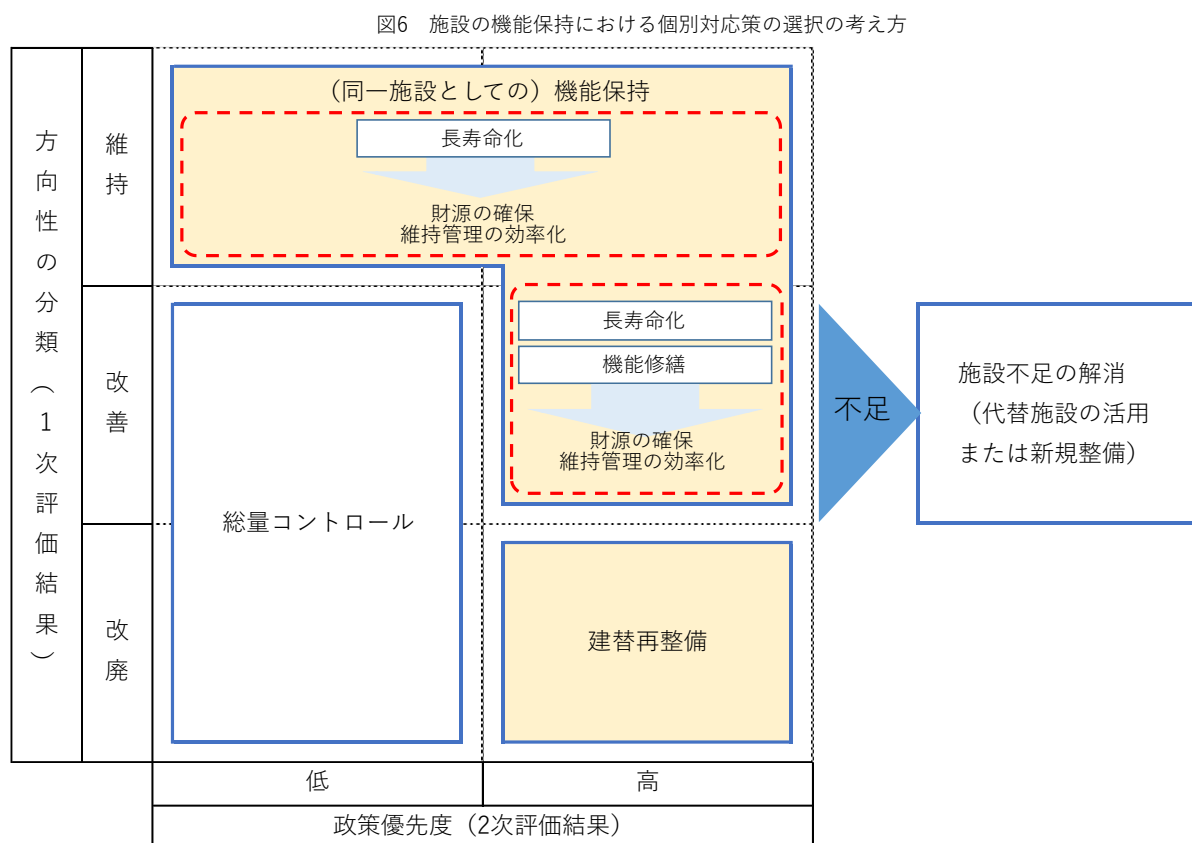 図6　施設の機能保持における個別対応策の選択の考え方
方向性の分類（1次評価結果）
維持
（同一施設としての）機能保持
長寿命化
財源の確保
維持管理の効率化
改善
長寿命化
機能修繕
財源の確保
維持管理の効率化
総量コントロール
改廃
建替再整備
不足
施設不足の解消
（代替施設の活用
または新規整備）
低
高
政策優先度（2次評価結果）